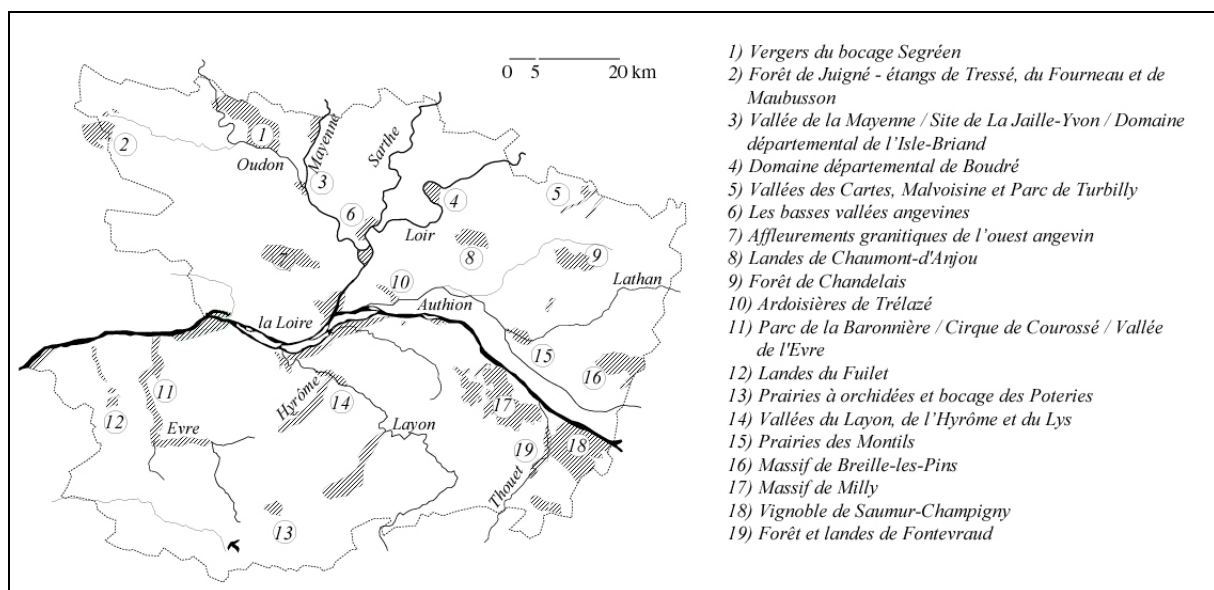 0 5 20 km
1
2
Oudon
Mayenne
Sarthe
3
4
5
6
Loir
7
8
9
10
Lathan
Authion
la Loire
15
16
11
12
Hyrôme
14
Evre
Layon
17
19
18
Thouet
13
1) Vergers du bocage Segréen
2) Forêt de Juigné - étangs de Tressé, du Fourneau et de
Maubusson
3) Vallée de la Mayenne / Site de La Jaille-Yvon / Domaine
départemental de l'Isle-Briand
4) Domaine départemental de Boudré
5) Vallées des Cartes, Malvoisine et Parc de Turbilly
6) Les basses vallées angevines
7) Affleurements granitiques de l'ouest angevin
8) Landes de Chaumont-d'Anjou
9) Forêt de Chandelais
10) Ardoisières de Trélazé
11) Parc de la Baronnière / Cirque de Courossé / Vallée
de l'Evre
12) Landes du Fuilet
13) Prairies à orchidées et bocage des Poteries
14) Vallées du Layon, de l'Hyrôme et du Lys
15) Prairies des Montils
16) Massif de Breille-les-Pins
17) Massif de Milly
18) Vignoble de Saumur-Champigny
19) Forêt et landes de Fontevraud